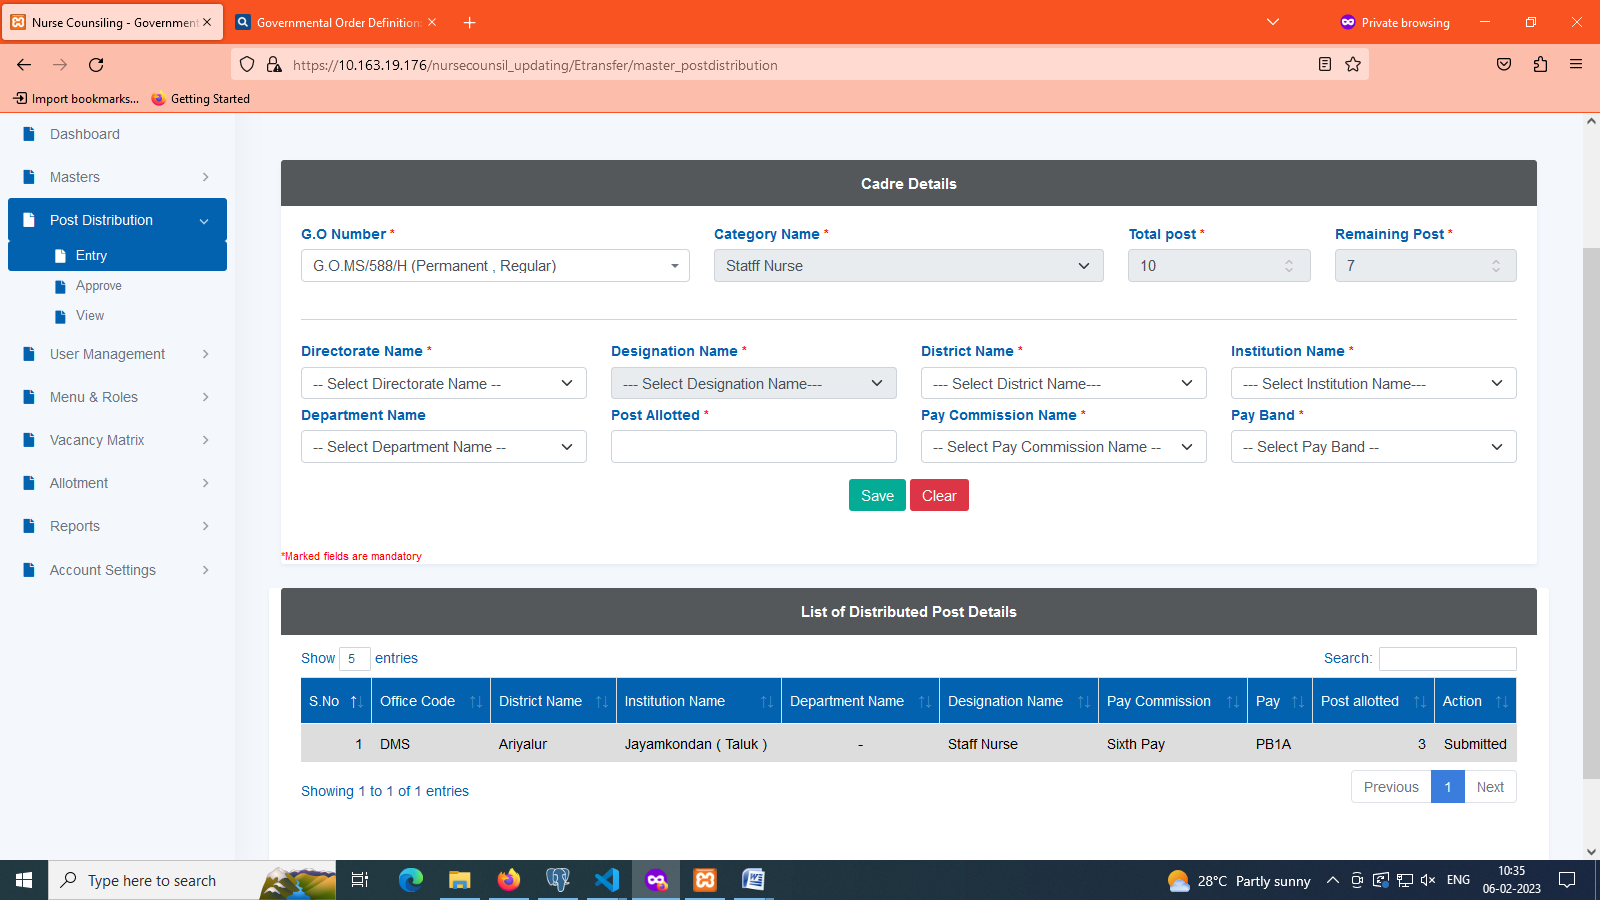 Nurse Counsiling - Government
Governmental Order Definition
Private browsing
https://10.163.19.176/nursecounsil_updating/Etransfer/master_postdistribution
Import bookmarks...
Getting Started
Dashboard
Masters
Post Distribution
Entry
Approve
View
User Management
Menu & Roles
Vacancy Matrix
Allotment
Reports
Account Settings
Cadre Details
G.O Number * Category Name * Total post * Remaining Post *
G.O.MS/588/H (Permanent , Regular) Statff Nurse 10 7
Directorate Name * Designation Name * District Name * Institution Name *
-- Select Directorate Name -- --- Select Designation Name--- --- Select District Name--- --- Select Institution Name---
Department Name Post Allotted * Pay Commission Name * Pay Band *
-- Select Department Name -- -- Select Pay Commission Name -- -- Select Pay Band --
Save Clear
*Marked fields are mandatory
List of Distributed Post Details
Show 5 entries Search:
S.No Office Code District Name Institution Name Department Name Designation Name Pay Commission Pay Post allotted Action
1 DMS Ariyalur Jayamkondan ( Taluk ) - Staff Nurse Sixth Pay PB1A 3 Submitted
Showing 1 to 1 of 1 entries Previous 1 Next
Type here to search
28°C Partly sunny
ENG
10:35
06-02-2023